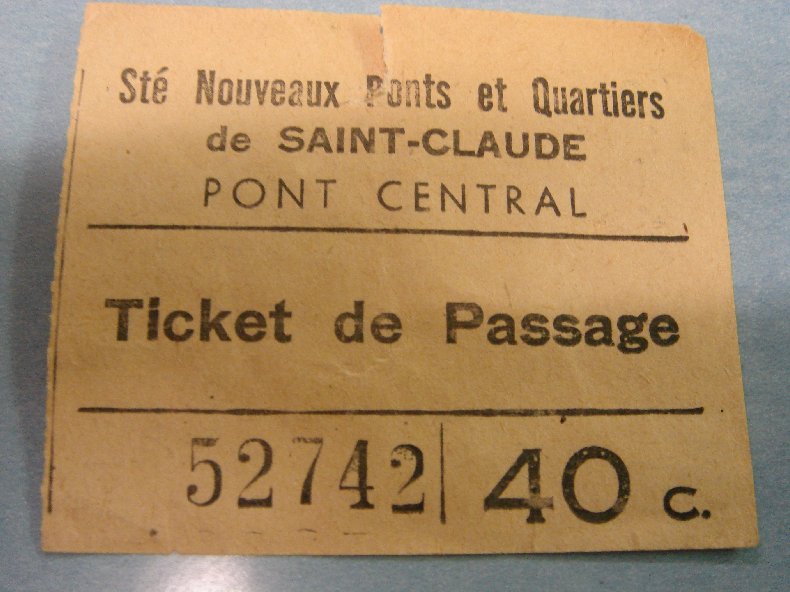 Sté Nouveaux Ponts et Quartiers
de SAINT-CLAUDE
PONT CENTRAL
Ticket de Passage
52742 40 c.